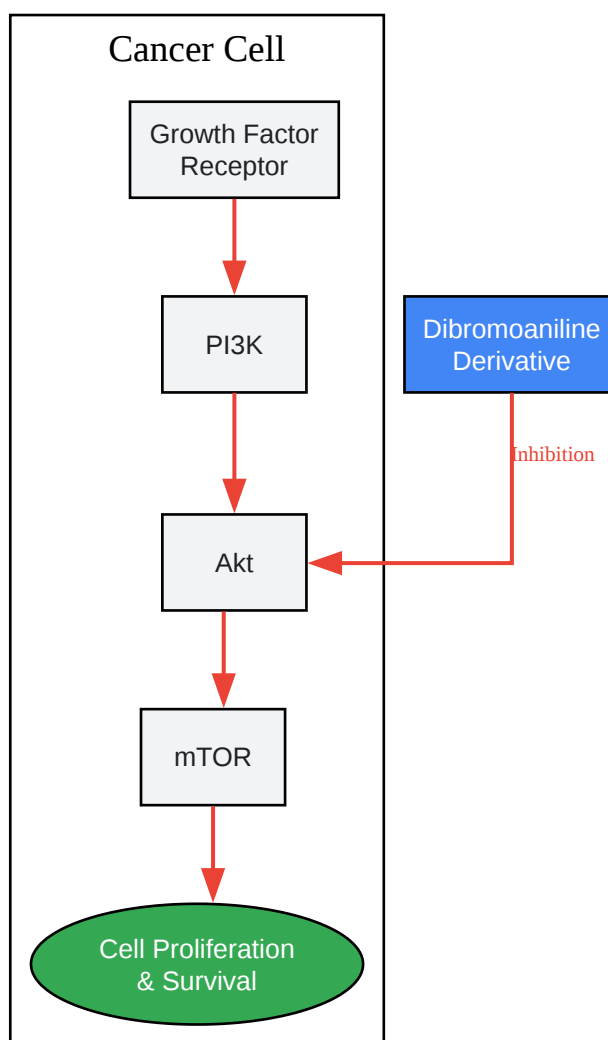 Cancer Cell
Growth Factor
Receptor
PI3K
Dibromoaniline
Derivative
Inhibition
Akt
mTOR
Cell Proliferation
& Survival